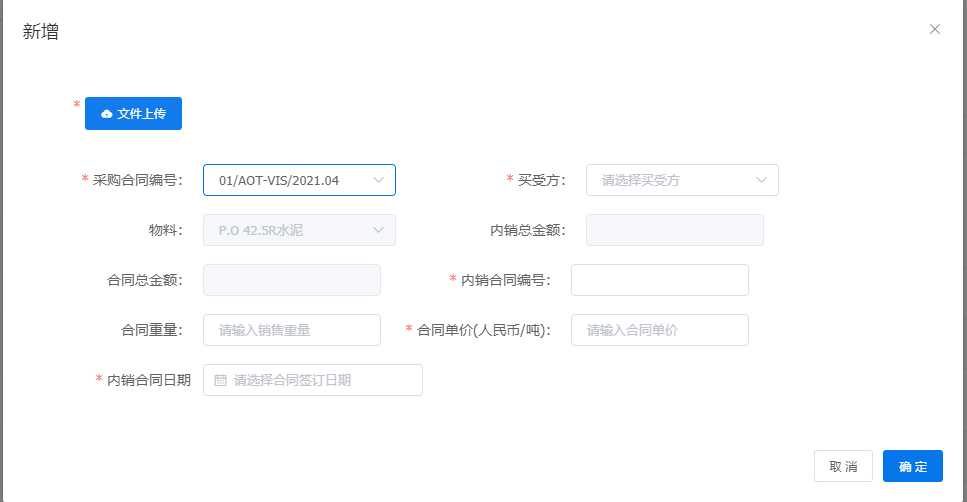 新增
* 文件上传
* 采购合同编号： 01/AOT-VIS/2021.04 * 买受方： 请选择买受方
物料： P.O 42.5R水泥 内销总金额：
合同总金额： * 内销合同编号：
合同重量： 请输入销售重量 * 合同单价(人民币/吨)： 请输入合同单价
* 内销合同日期 请选择合同签订日期
取消 确定